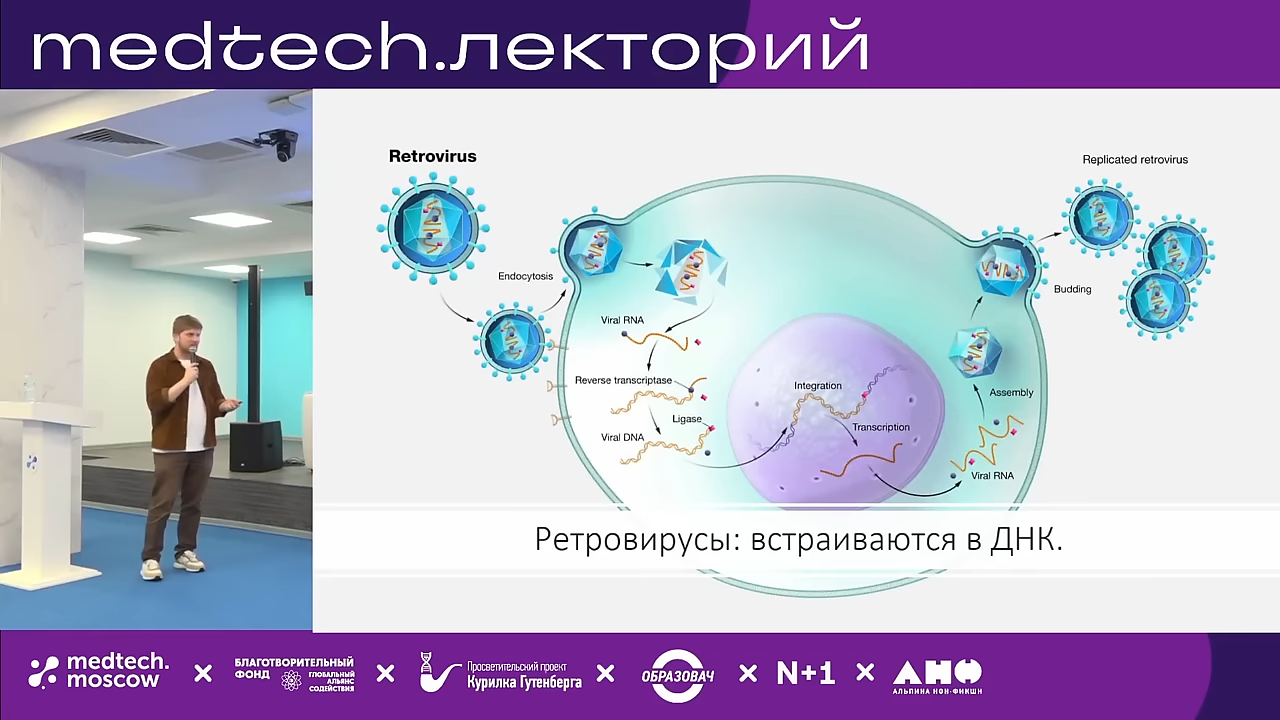 medtech.лекторий
Retrovirus
Replicated retrovirus
Endocytosis
Budding
Viral RNA
Reverse transcriptase
Integration
Assembly
Ligase
Transcription
Viral DNA
Viral RNA
Ретровирусы: встраиваются в ДНК.
medtech.
moscow
×
БЛАГОТВОРИТЕЛЬНЫЙ
ФОНД
ГЛОБАЛЬНЫЙ
АЛЬЯНС
СОДЕЙСТВИЯ
×
Просветительский проект
Курилка Гутенберга
×
ОБРАЗОВАЧ
×
N+1
×
АНФ
АЛЬПИНА НОН-ФИКШН